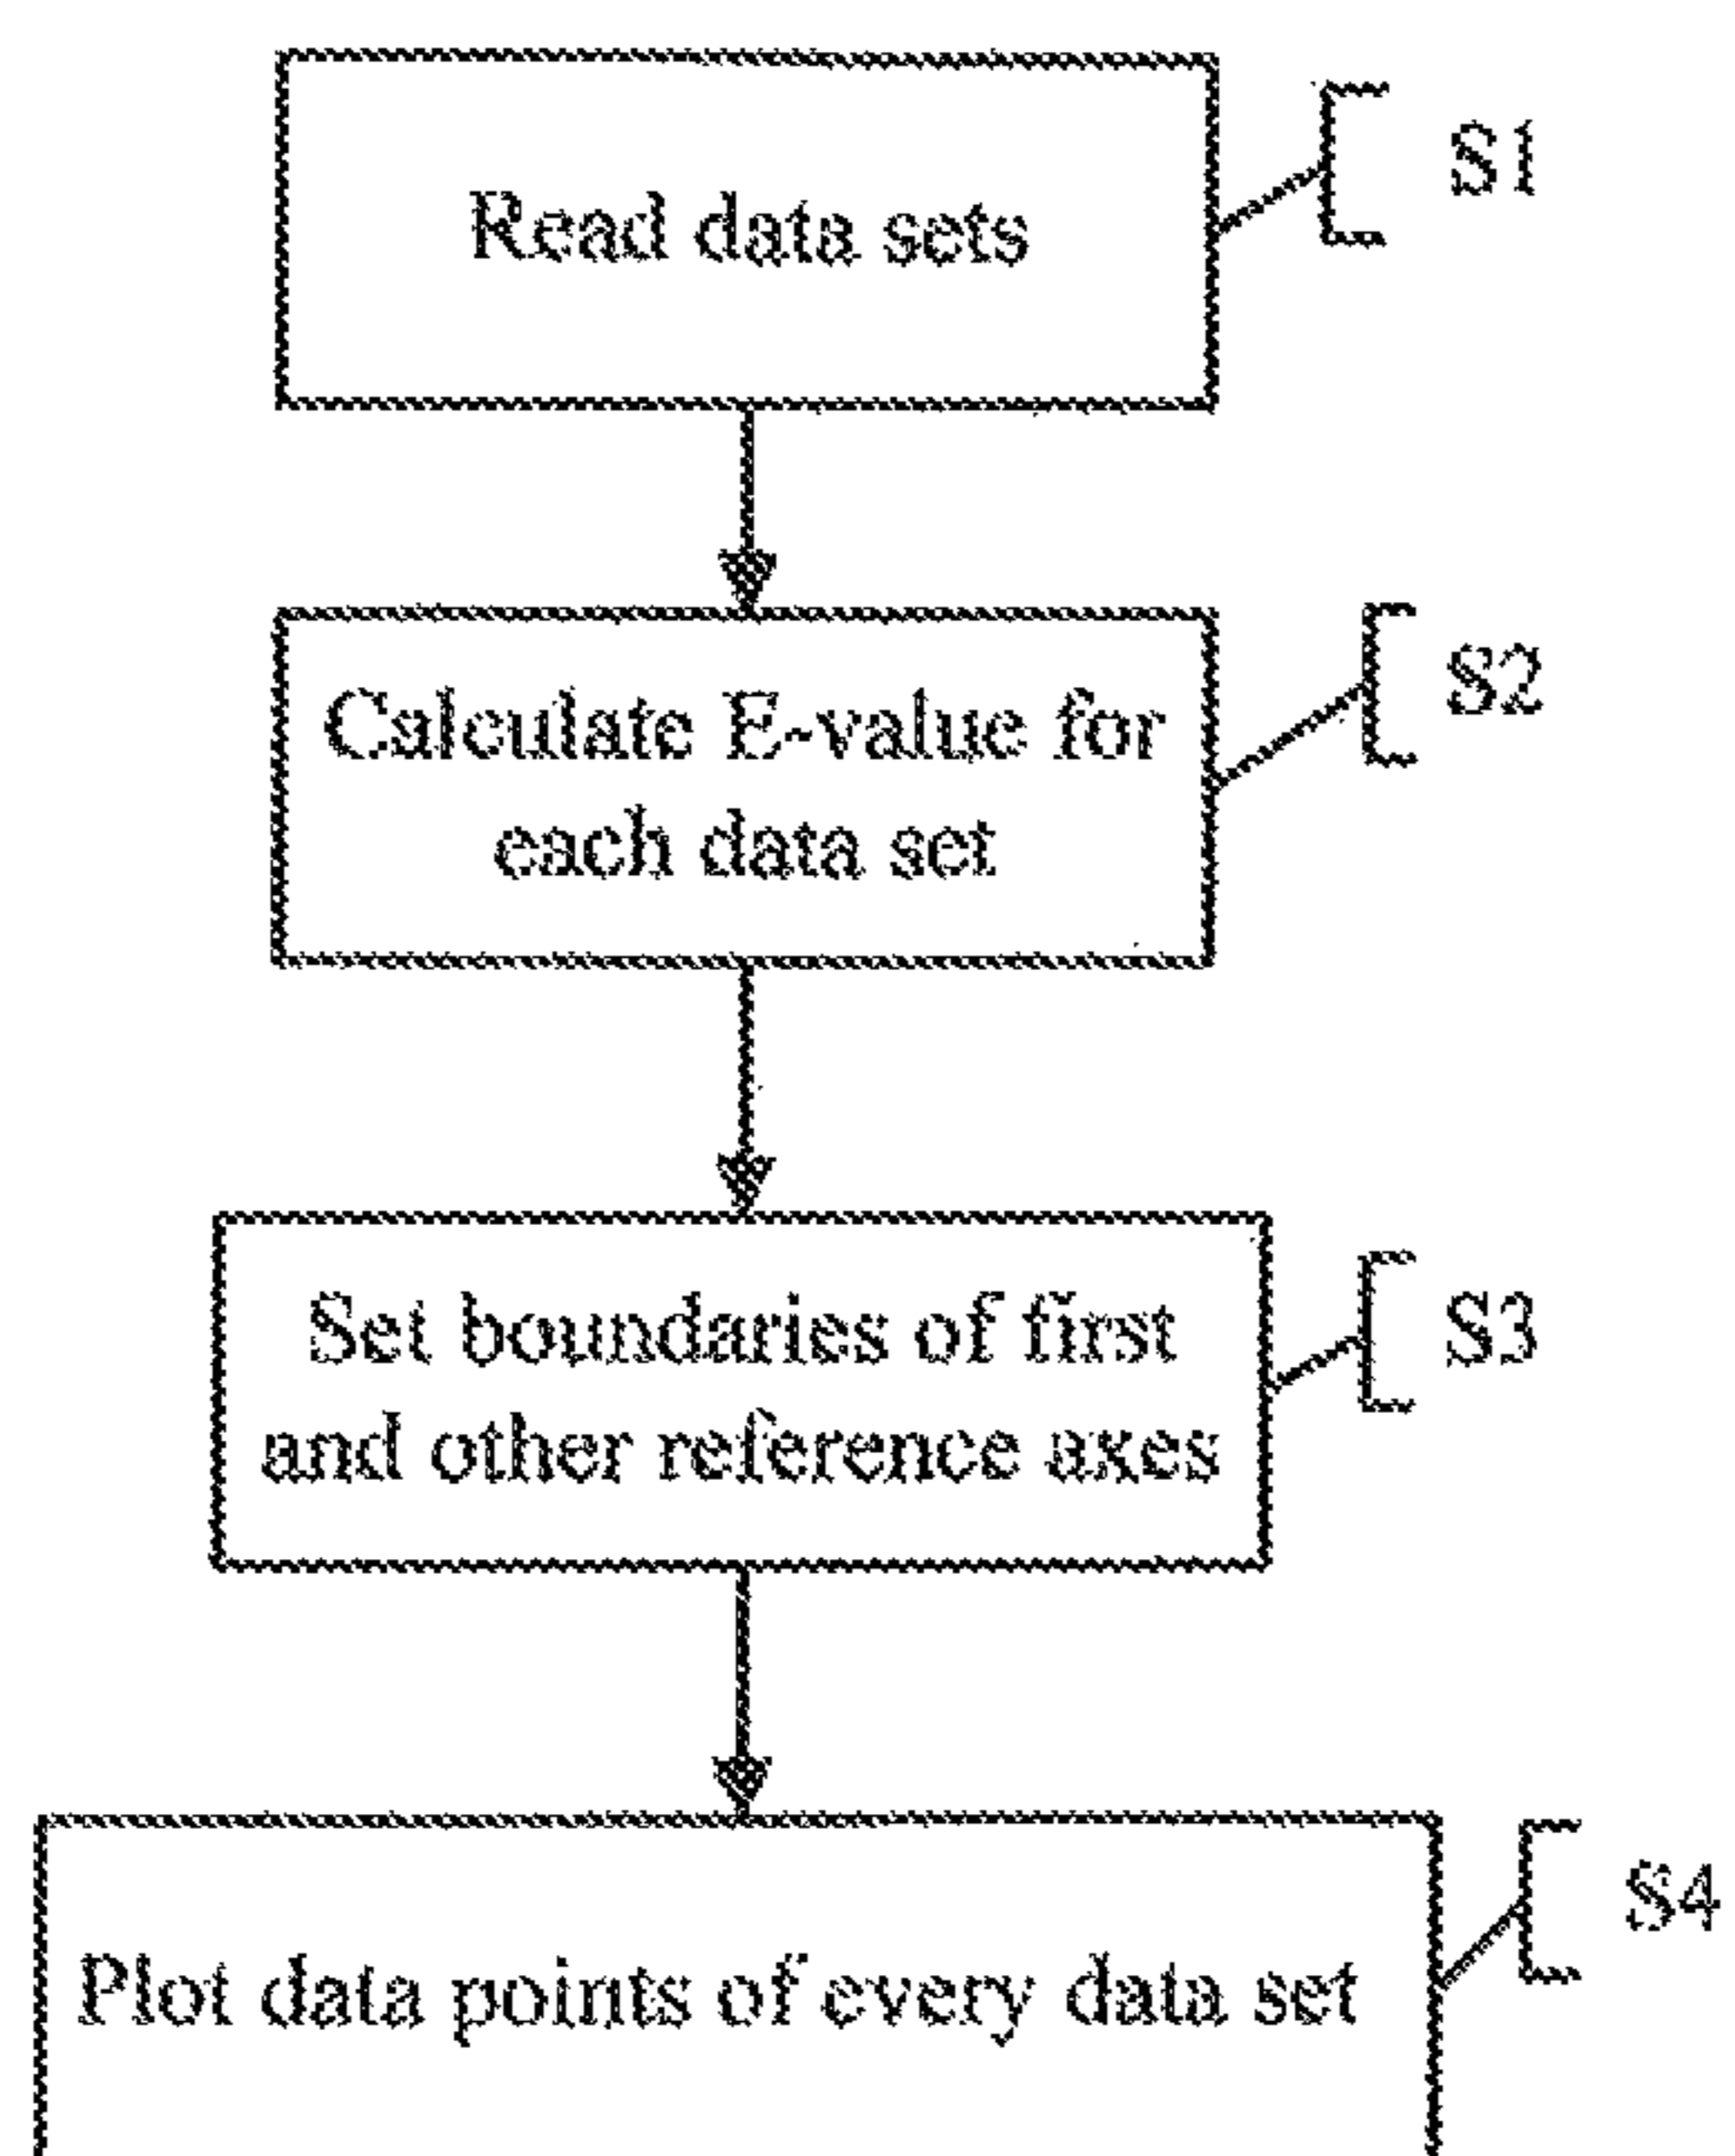 Read data sets
S1
Calculate E-value for
each data set
S2
Set boundaries of first
and other reference axes
S3
Plot data points of every data set
S4